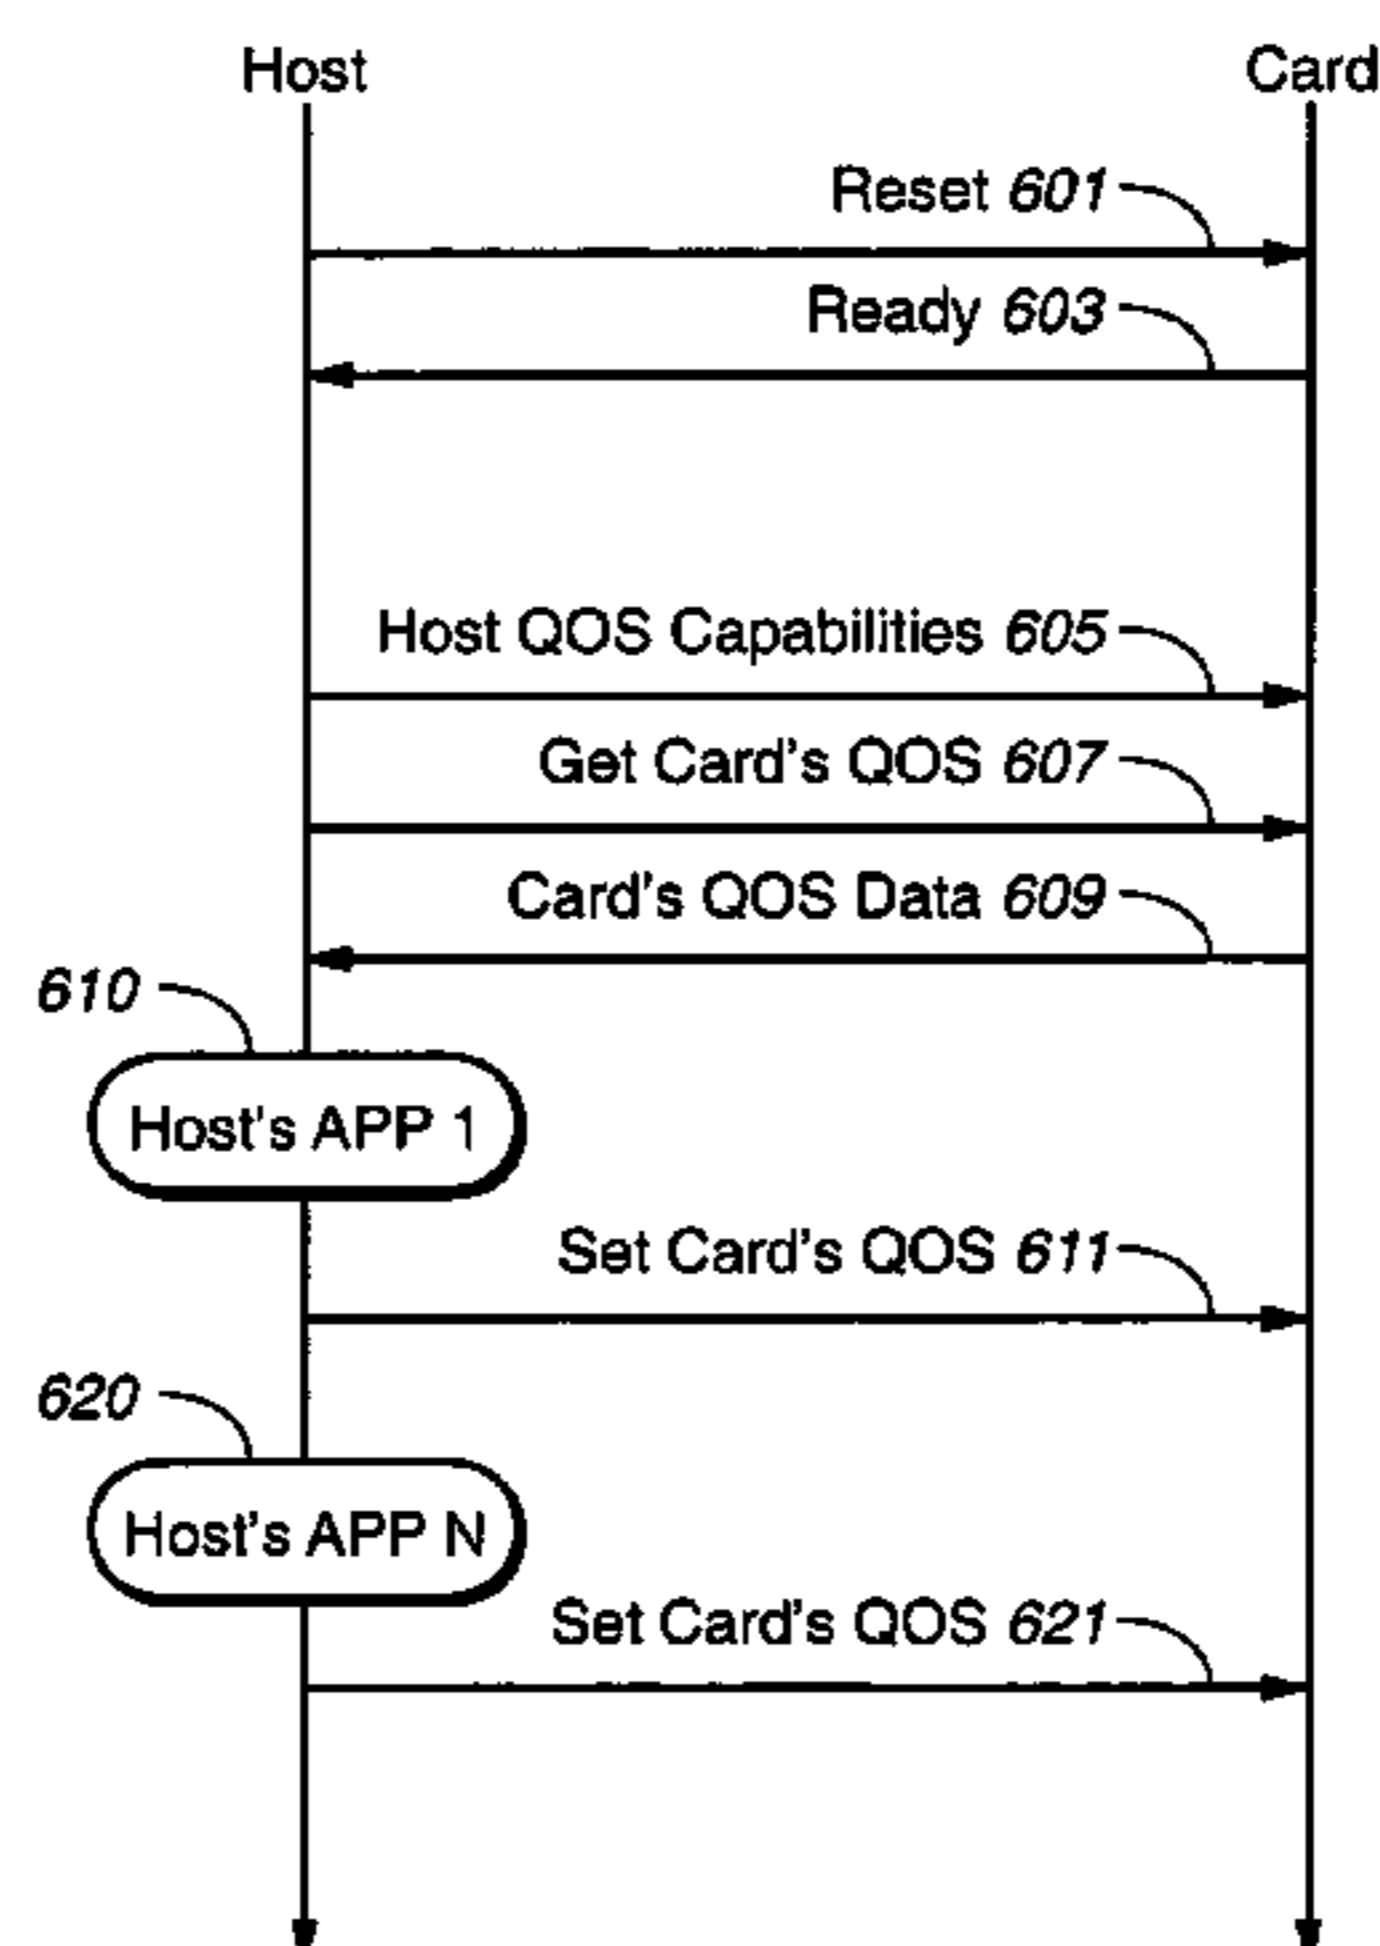 Host Card
Reset 601
Ready 603
Host QOS Capabilities 605
Get Card's QOS 607
Card's QOS Data 609
610
Host's APP 1
Set Card's QOS 611
620
Host's APP N
Set Card's QOS 621